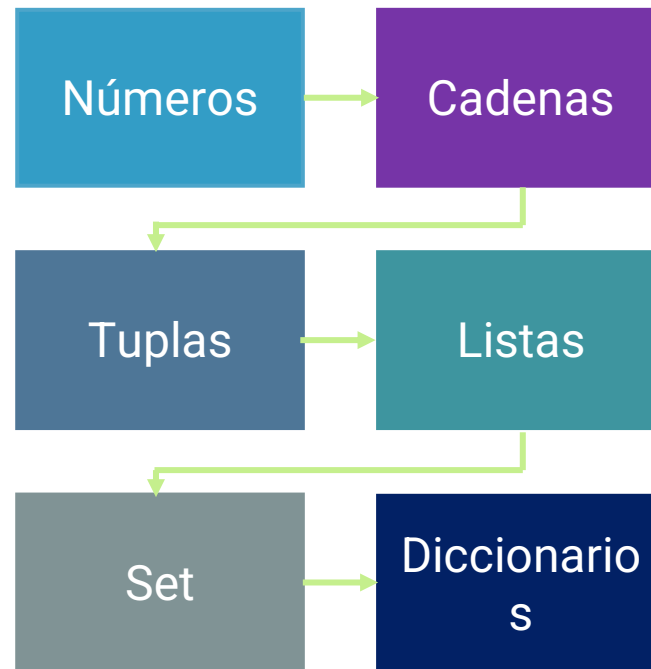 Números
Cadenas
Tuplas
Listas
Set
Diccionario
s